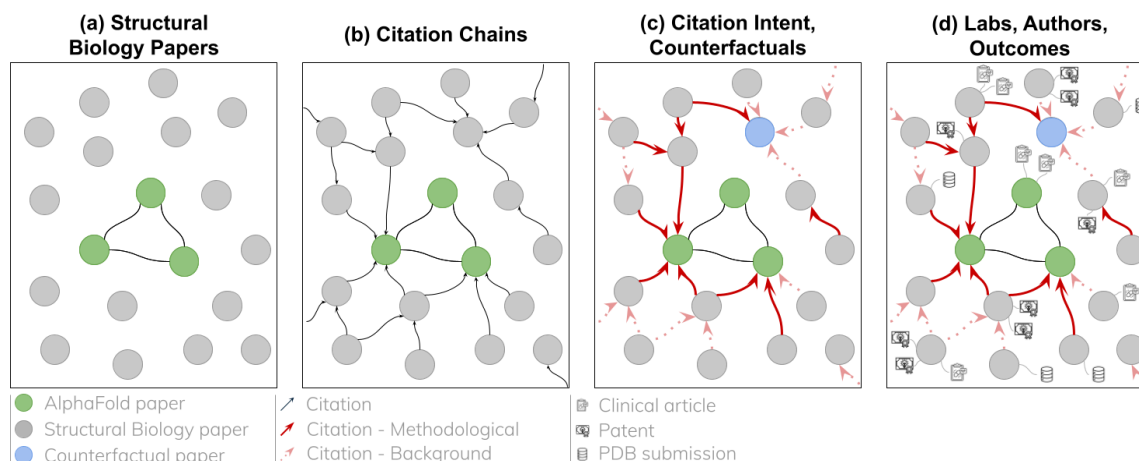 (a) Structural
Biology Papers
(b) Citation Chains
(c) Citation Intent,
Counterfactuals
(d) Labs, Authors,
Outcomes
AlphaFold paper
Structural Biology paper
Counterfactual paper
Citation
Citation - Methodological
Citation - Background
Clinical article
Patent
PDB submission